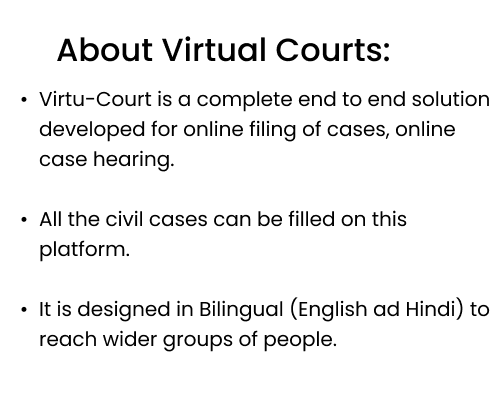 About Virtual Courts:
• Virtu-Court is a complete end to end solution
developed for online filing of cases, online
case hearing.
• All the civil cases can be filled on this
platform.
• It is designed in Bilingual (English ad Hindi) to
reach wider groups of people.